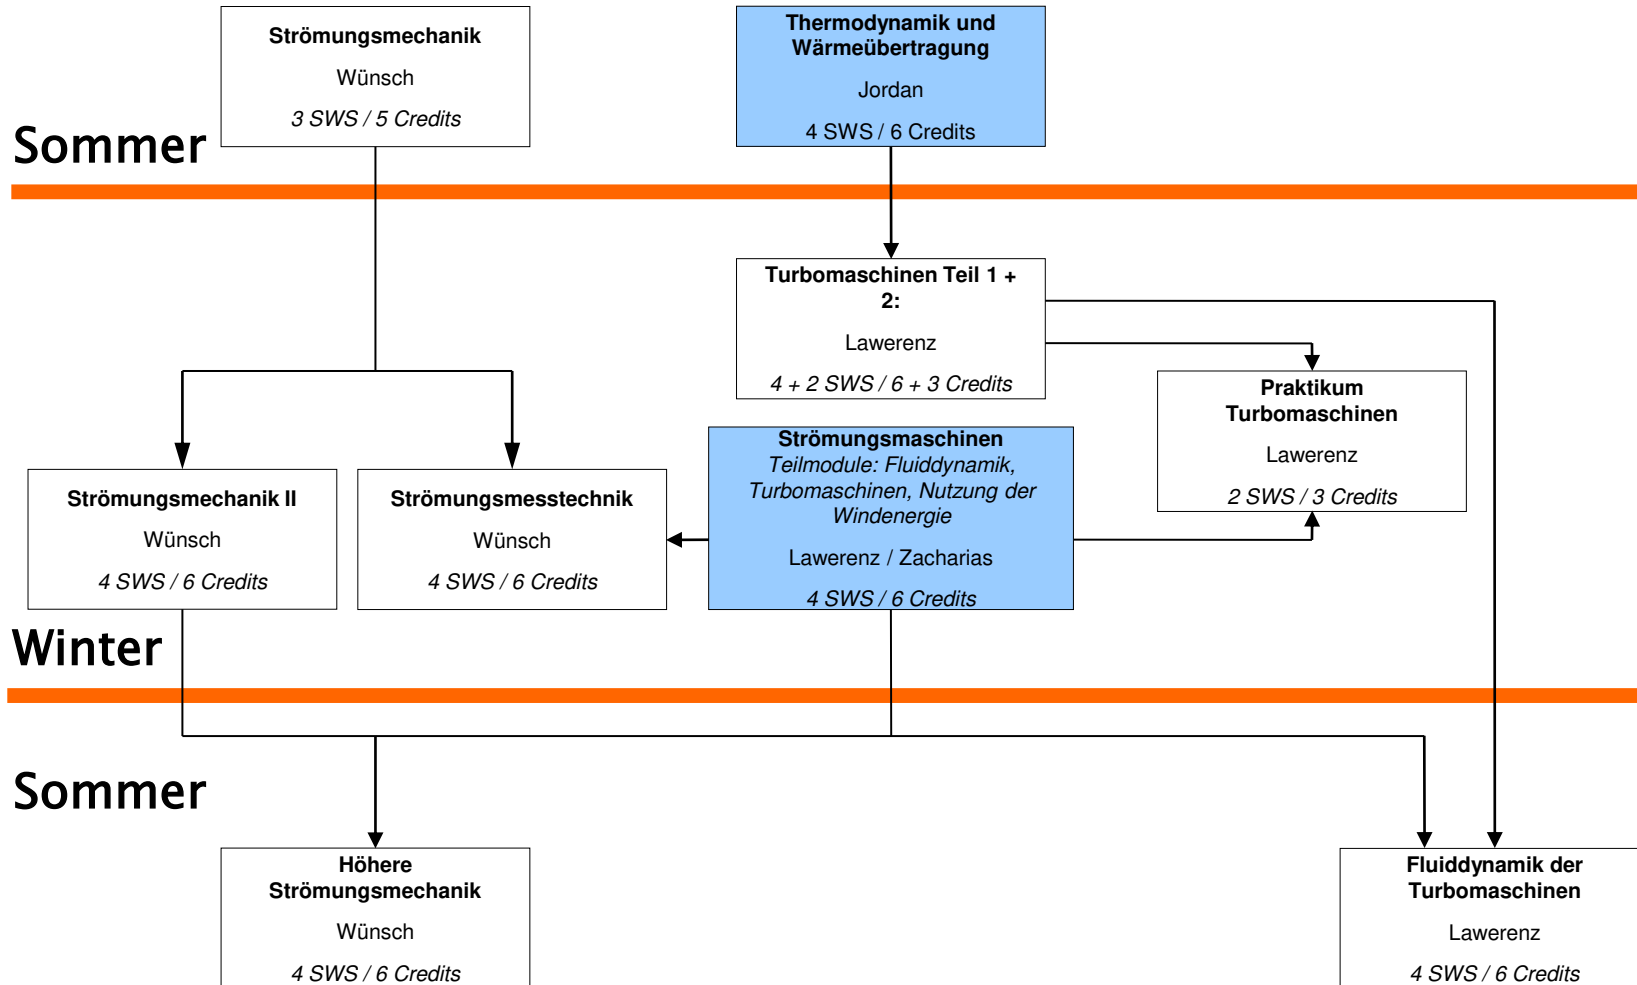 Strömungsmechanik
Wünsch
3 SWS / 5 Credits
Thermodynamik und
Wärmeübertragung
Jordan
4 SWS / 6 Credits
Sommer
Turbomaschinen Teil 1 +
2:
Lawerenz
4 + 2 SWS / 6 + 3 Credits
Praktikum
Turbomaschinen
Lawerenz
2 SWS / 3 Credits
Strömungsmechanik II
Wünsch
4 SWS / 6 Credits
Strömungsmesstechnik
Wünsch
4 SWS / 6 Credits
Strömungsmaschinen
Teilmodule: Fluiddynamik,
Turbomaschinen, Nutzung der
Windenergie
Lawerenz / Zacharias
4 SWS / 6 Credits
Winter
Sommer
Höhere
Strömungsmechanik
Wünsch
4 SWS / 6 Credits
Fluiddynamik der
Turbomaschinen
Lawerenz
4 SWS / 6 Credits